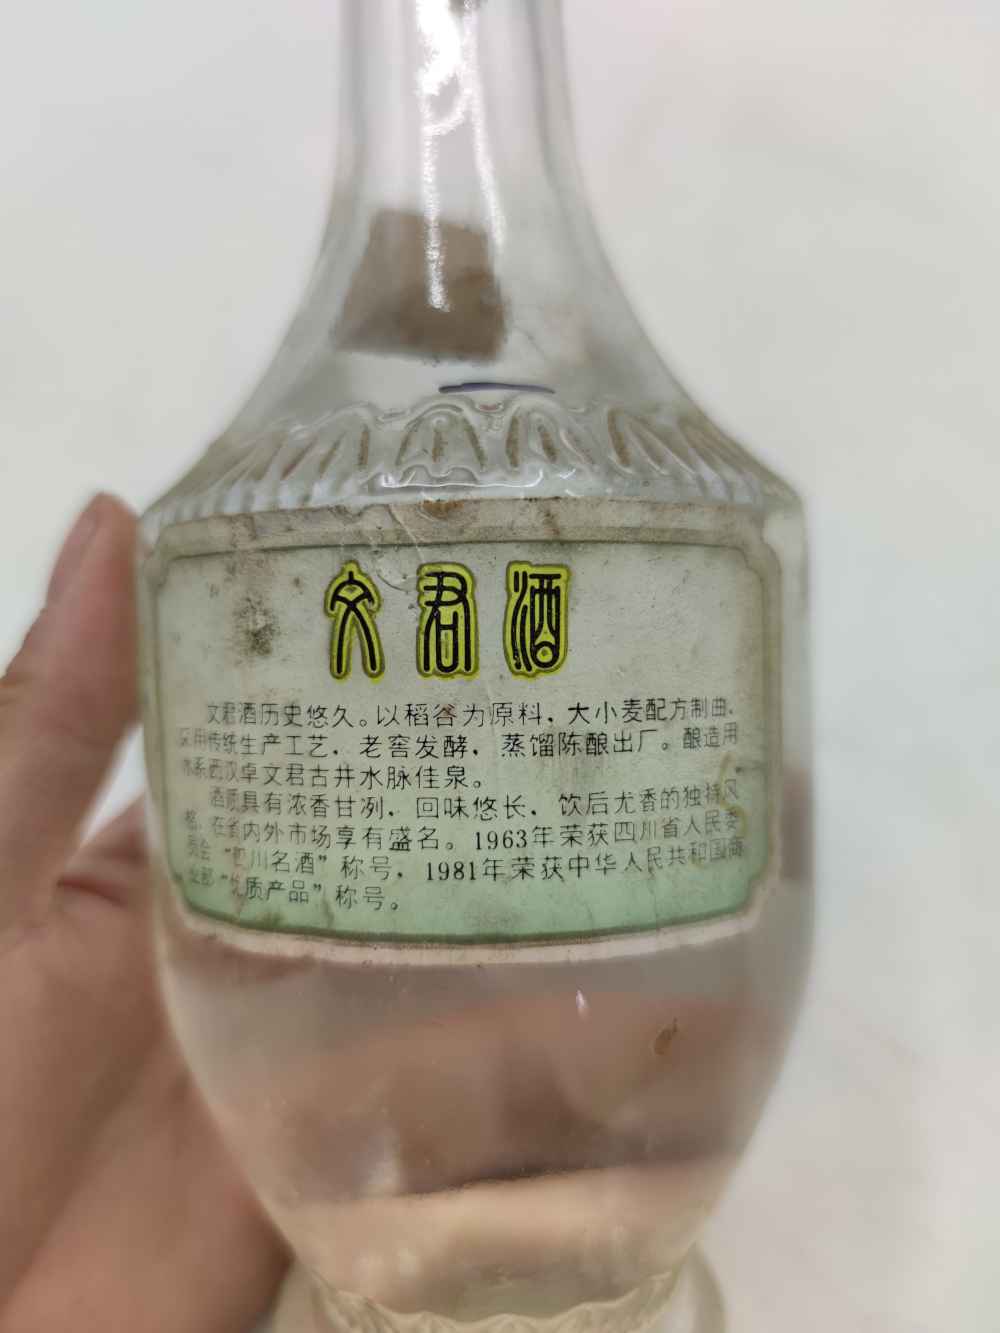 文君酒
文君酒历史悠久。以稻谷为原料，大小麦配方制曲、
采用传统生产工艺，老窖发酵，蒸馏陈酿出厂。酿造用
水系西汉卓文君古井水脉佳泉。
酒质具有浓香甘冽，回味悠长，饮后尤香的独特风
格，在省内外市场享有盛名。1963年荣获四川省人民委
员会“四川名酒”称号，1981年荣获中华人民共和国商
业部“优质产品”称号。